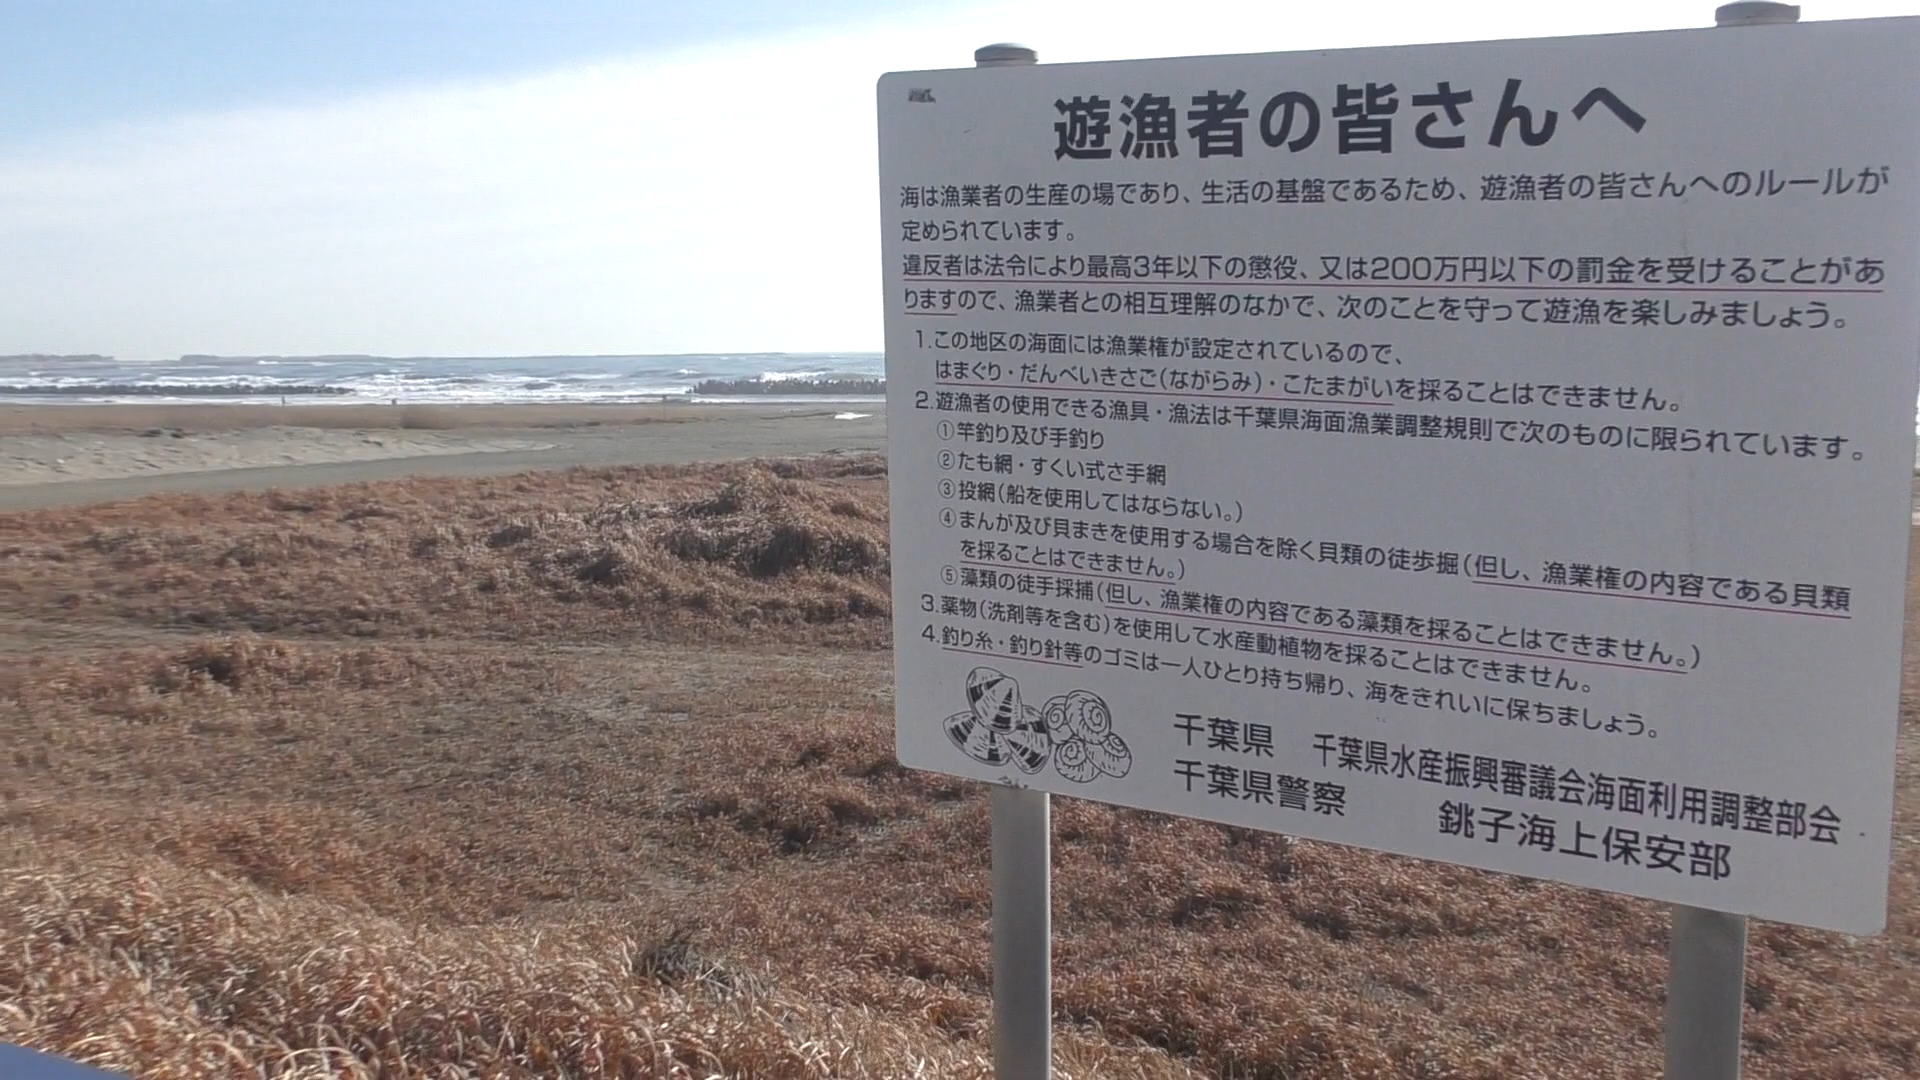 遊漁者の皆さんへ
海は漁業者の生産の場であり、生活の基盤であるため、遊漁者の皆さんへのルールが
定められています。
違反者は法令により最高3年以下の懲役、又は200万円以下の罰金を受けることがあ
りますので、漁業者との相互理解のなかで、次のことを守って遊漁を楽しみましょう。
1.この地区の海面には漁業権が設定されているので、
はまぐり・だんべいきさご(ながらみ)・こたまがいを採ることはできません。
2.遊漁者の使用できる漁具・漁法は千葉県海面漁業調整規則で次のものに限られています。
①竿釣り及び手釣り
②たも網・すくい式さ手網
③投網(船を使用してはならない。)
④まんが及び貝まきを使用する場合を除く貝類の徒歩掘(但し、漁業権の内容である貝類
を採ることはできません。)
⑤藻類の徒手採捕(但し、漁業権の内容である藻類を採ることはできません。)
3.薬物(洗剤等を含む)を使用して水産動植物を採ることはできません。
4.釣り糸・釣り針等のゴミは一人ひとり持ち帰り、海をきれいに保ちましょう。
千葉県 千葉県水産振興審議会海面利用調整部会
千葉県警察 銚子海上保安部